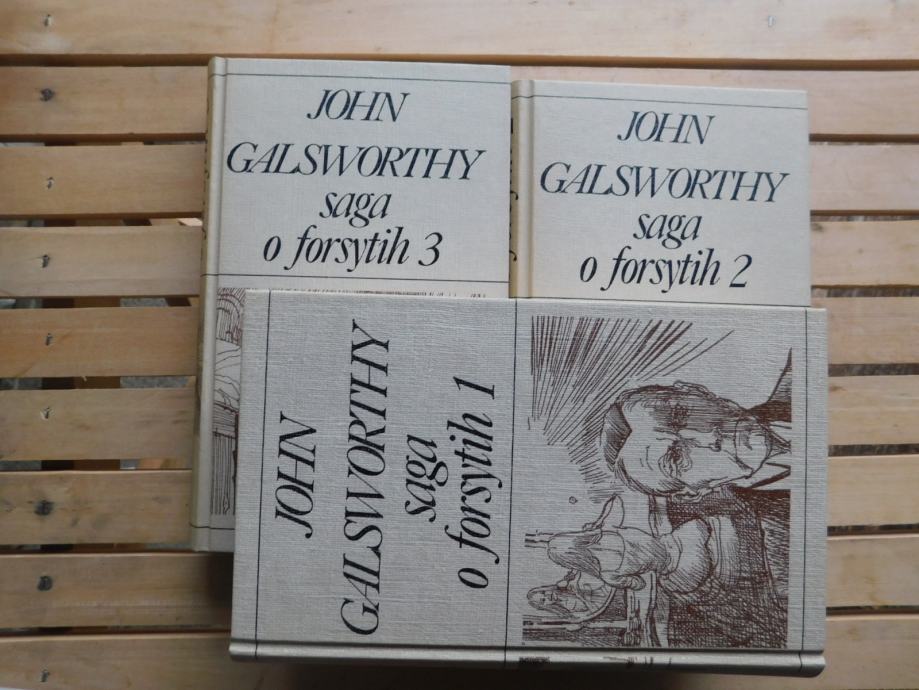 JOHN
GALSWORTHY
saga
o forsytih 3
JOHN
GALSWORTHY
saga
o forsytih 2
JOHN
GALSWORTHY
saga
o forsytih 1